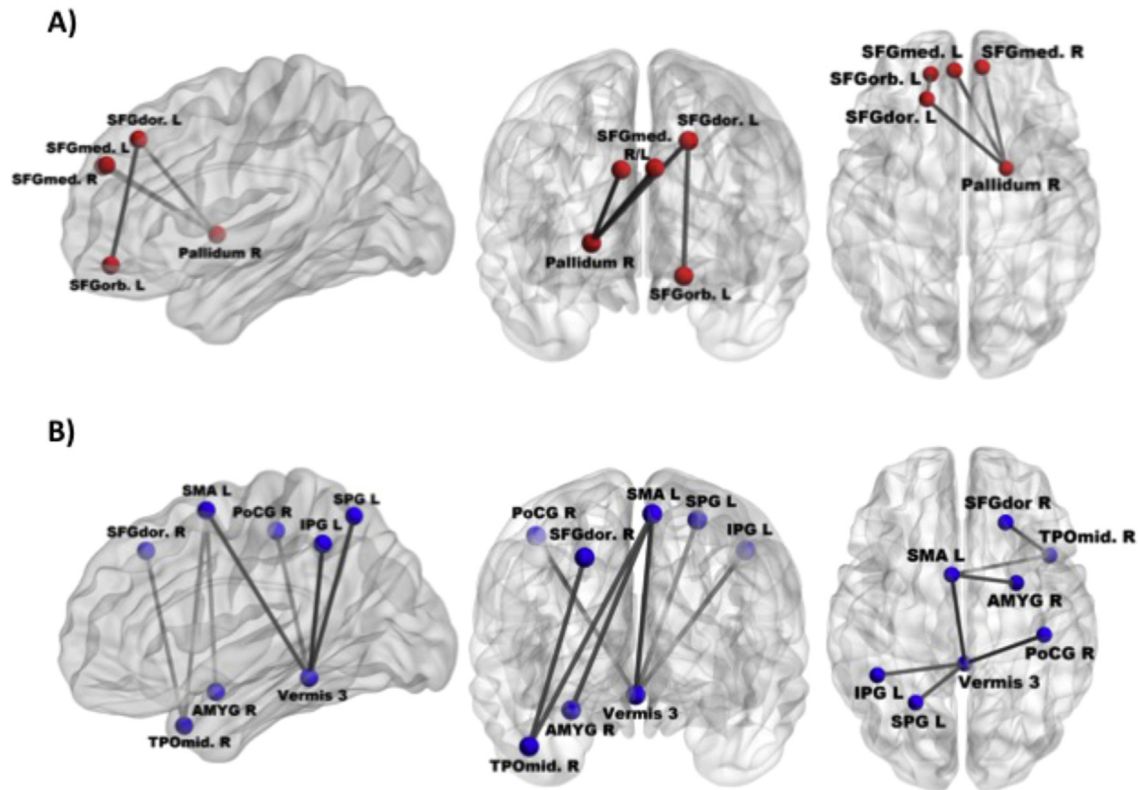 A)
SFGdor. L
SFGmed. L
SFGmed. R
Pallidum R
SFGorb. L
SFGdor. L
SFGmed.
R/L
Pallidum R
SFGorb. L
SFGmed. L
SFGmed. R
SFGorb. L
SFGdor. L
Pallidum R
B)
SMA L
SPG L
PoCG R
IPG L
SFGdor. R
Vermis 3
AMYG R
TPOmid. R
SMA L
SPG L
PoCG R
SFGdor. R
IPG L
Vermis 3
AMYG R
TPOmid. R
SFGdor R
TPOmid. R
SMA L
AMYG R
PoCG R
IPG L
Vermis 3
SPG L